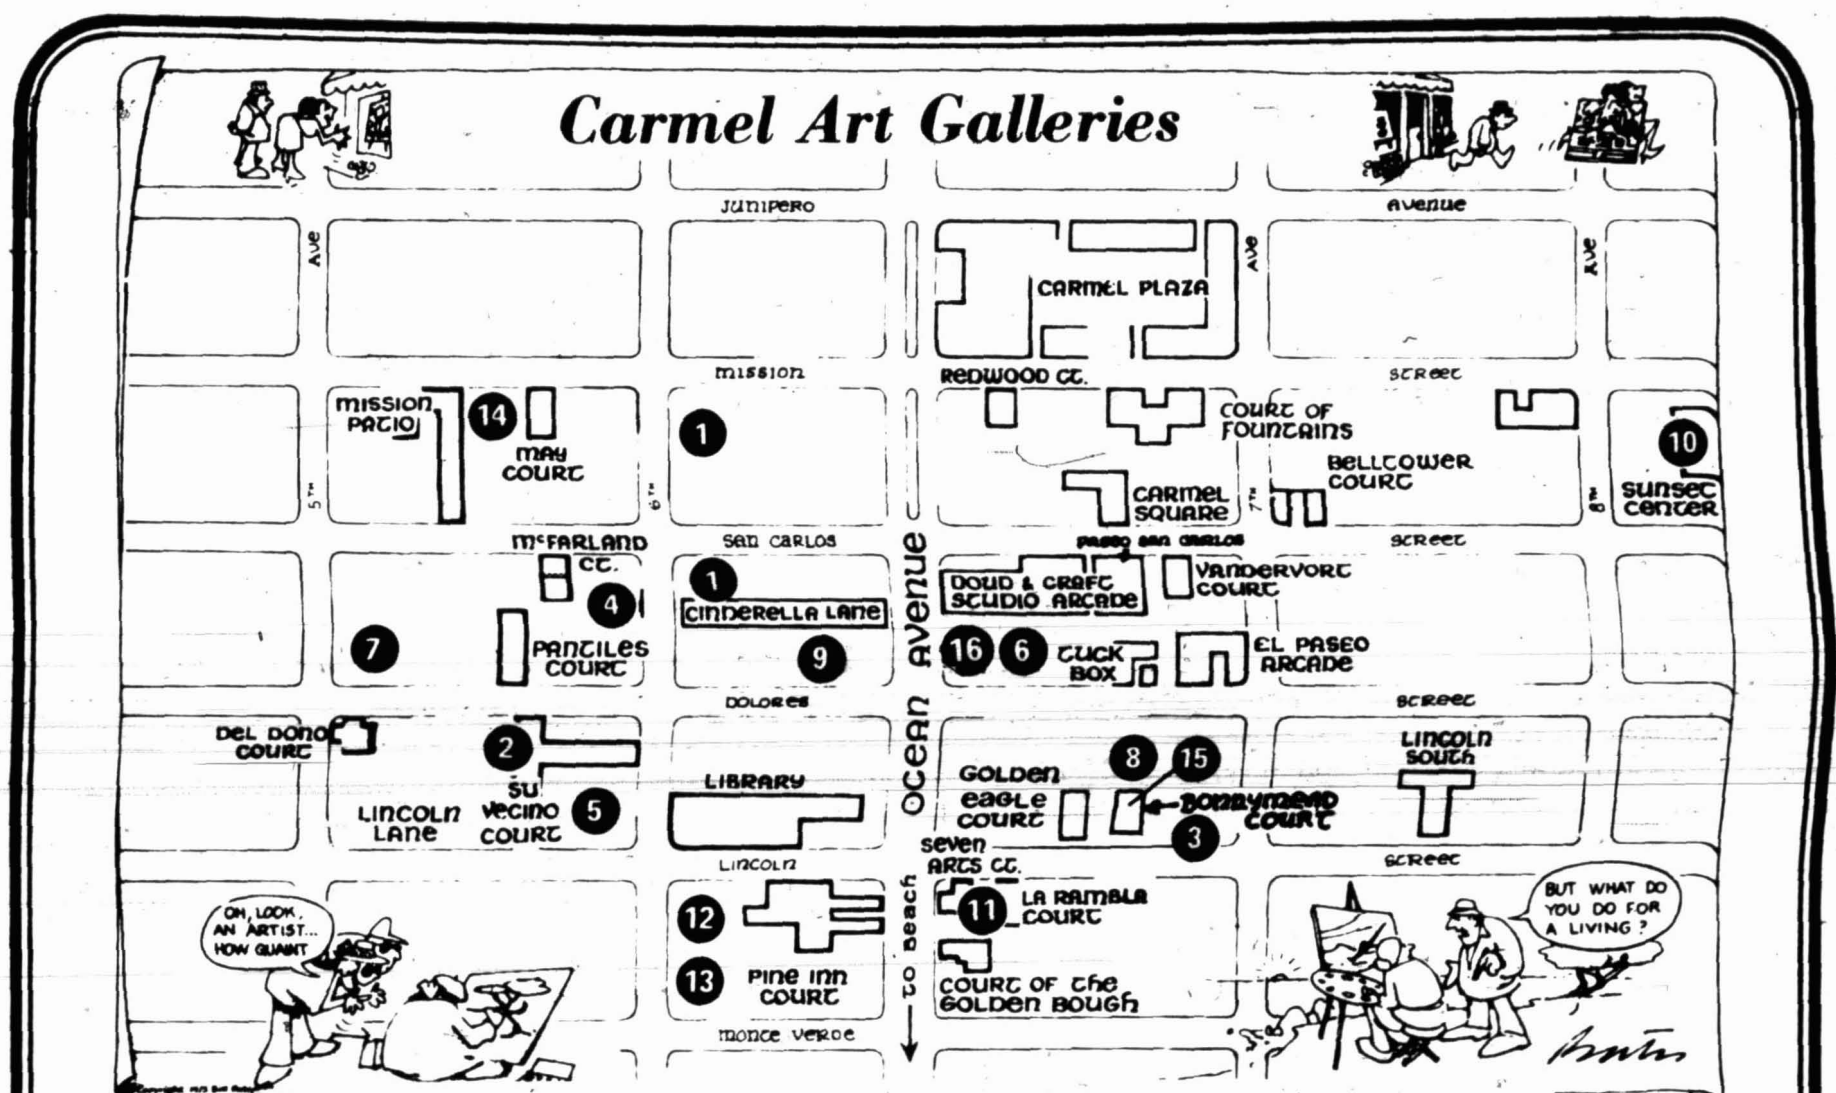 Carmel Art Galleries
JUNIPERO
AVENUE
AVE
AVE
AVE
CARMEL PLAZA
MISSION
REDWOOD CT.
STREET
MISSION
PATIO
14
MAY
COURT
1
COURT OF
FOUNTAINS
BELLTOWER
COURT
10
SUNSET
CENTER
CARMEL
SQUARE
5TH
6TH
7TH
8TH
McFARLAND
CT.
SAN CARLOS
PASEO SAN CARLOS
STREET
1
4
CINDERELLA LANE
DOUD & CRAFT
STUDIO ARCADE
VANDERVORT
COURT
7
PANTILES
COURT
9
16
6
TUCK
BOX
EL PASEO
ARCADE
OCEAN AVENUE
DOLORES
STREET
DEL DONO
COURT
2
SU
VECINO
COURT
LINCOLN
LANE
5
LIBRARY
GOLDEN
EAGLE
COURT
8
15
BONNYMEAD
COURT
3
LINCOLN
SOUTH
LINCOLN
SEVEN
ARTS CT.
STREET
12
13
PINE INN
COURT
TO BEACH
11
LA RAMBLA
COURT
COURT OF THE
GOLDEN BOUGH
MONTE VERDE
OH, LOOK,
AN ARTIST...
HOW QUAINT
BUT WHAT DO
YOU DO FOR
A LIVING?